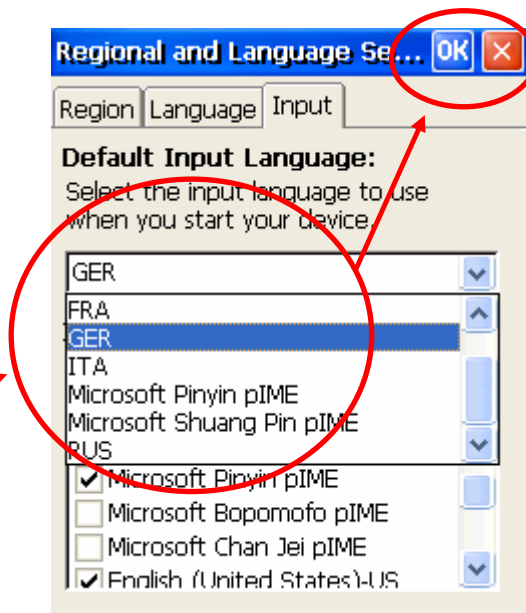 Regional and Language Se... OK
Region Language Input
Default Input Language:
Select the input language to use
when you start your device.
GER
FRA
GER
ITA
Microsoft Pinyin pIME
Microsoft Shuang Pin pIME
RUS
Microsoft Pinyin pIME
Microsoft Bopomofo pIME
Microsoft Chan Jei pIME
English (United States)-US